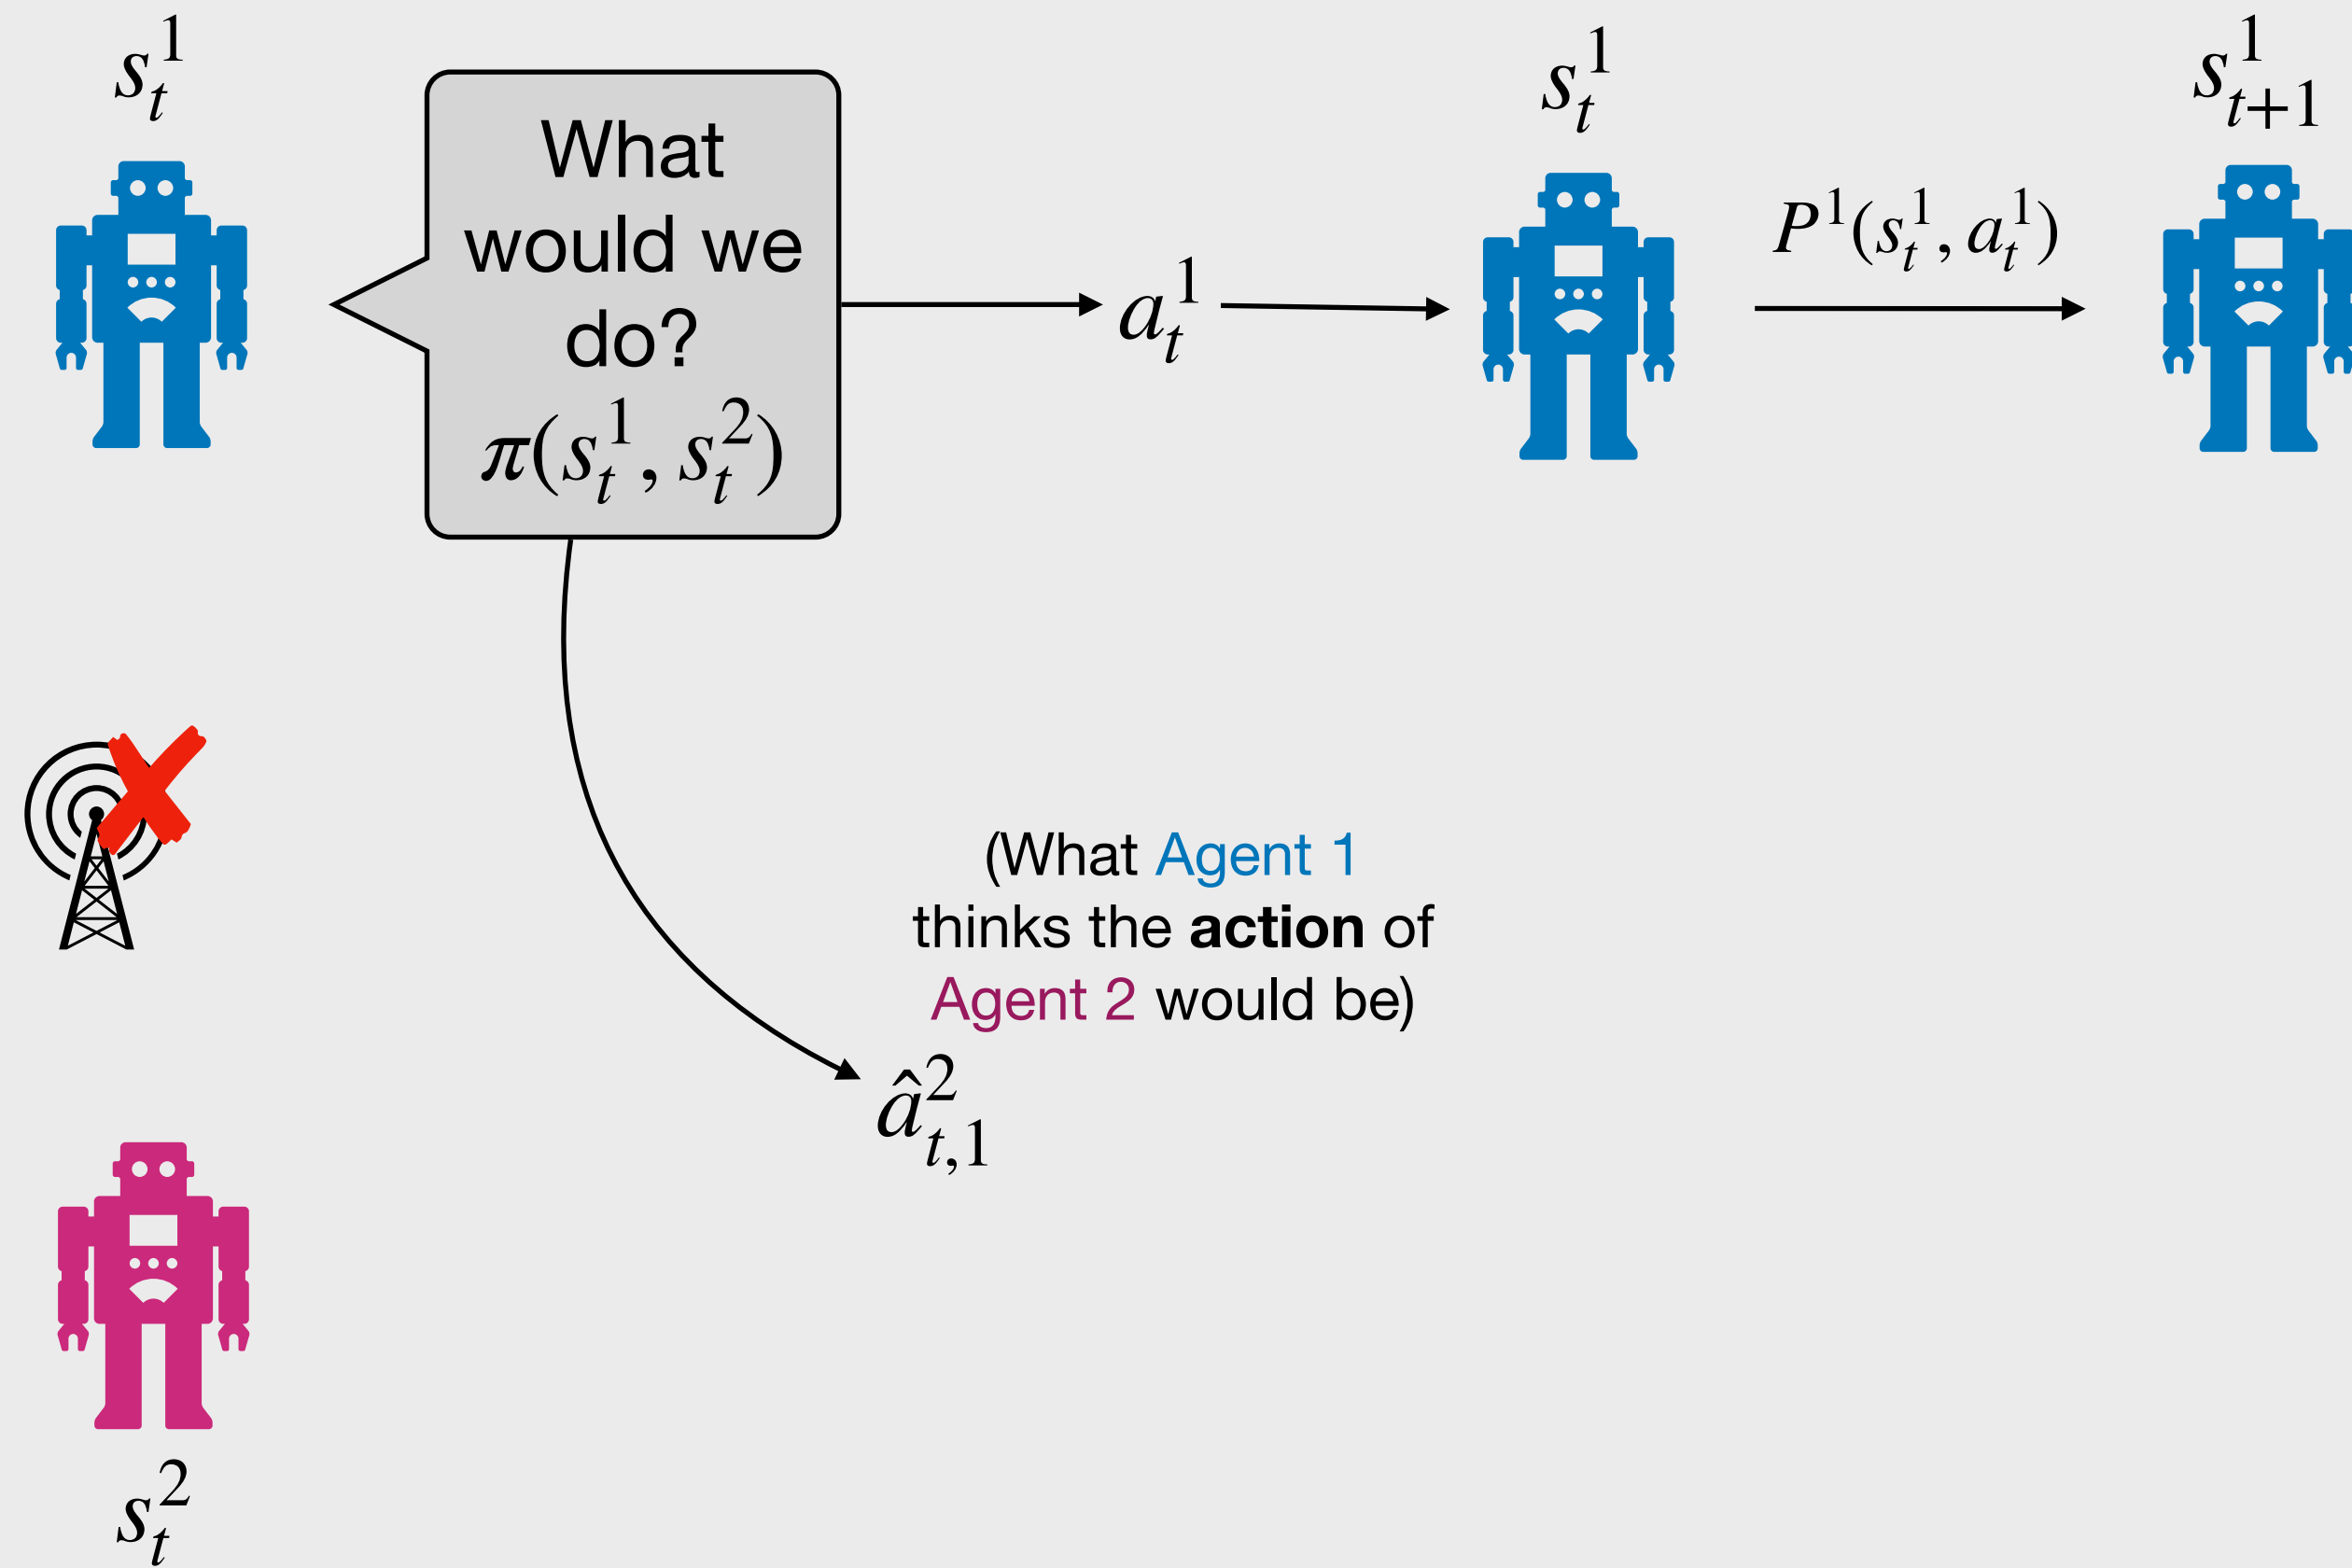 s_t^1
What
would we
do?
π(s_t^1, s_t^2)
a_t^1
s_t^1
P^1(s_t^1, a_t^1)
s_{t+1}^1
(What Agent 1
thinks the action of
Agent 2 would be)
â_{t,1}^2
s_t^2